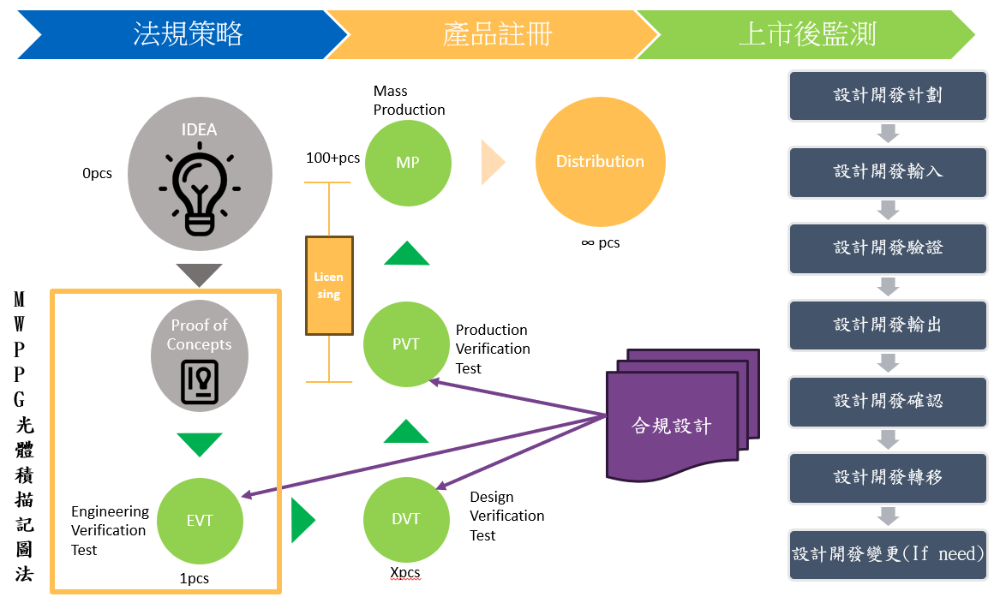 法規策略
產品註冊
上市後監測
IDEA
0pcs
Proof of
Concepts
MWPPG光體積描記圖法
EVT
Engineering
Verification
Test
1pcs
DVT
Design
Verification
Test
Xpcs
PVT
Production
Verification
Test
Licen
sing
100+pcs
Mass
Production
MP
Distribution
∞ pcs
合規設計
設計開發計劃
設計開發輸入
設計開發驗證
設計開發輸出
設計開發確認
設計開發轉移
設計開發變更(If need)